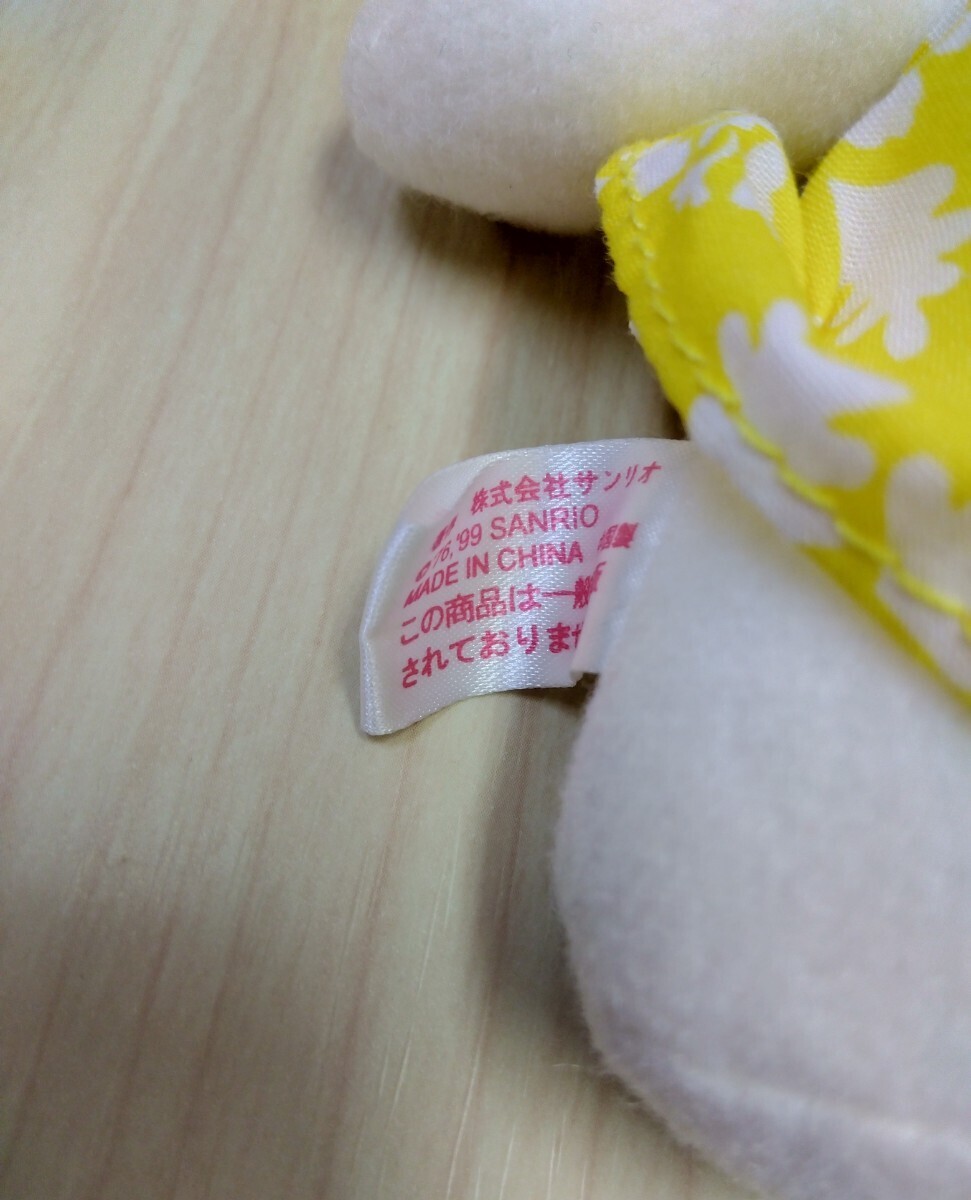 株式会社サンリオ
'99 SANRIO
MADE IN CHINA
この商品は一般
されておりませ